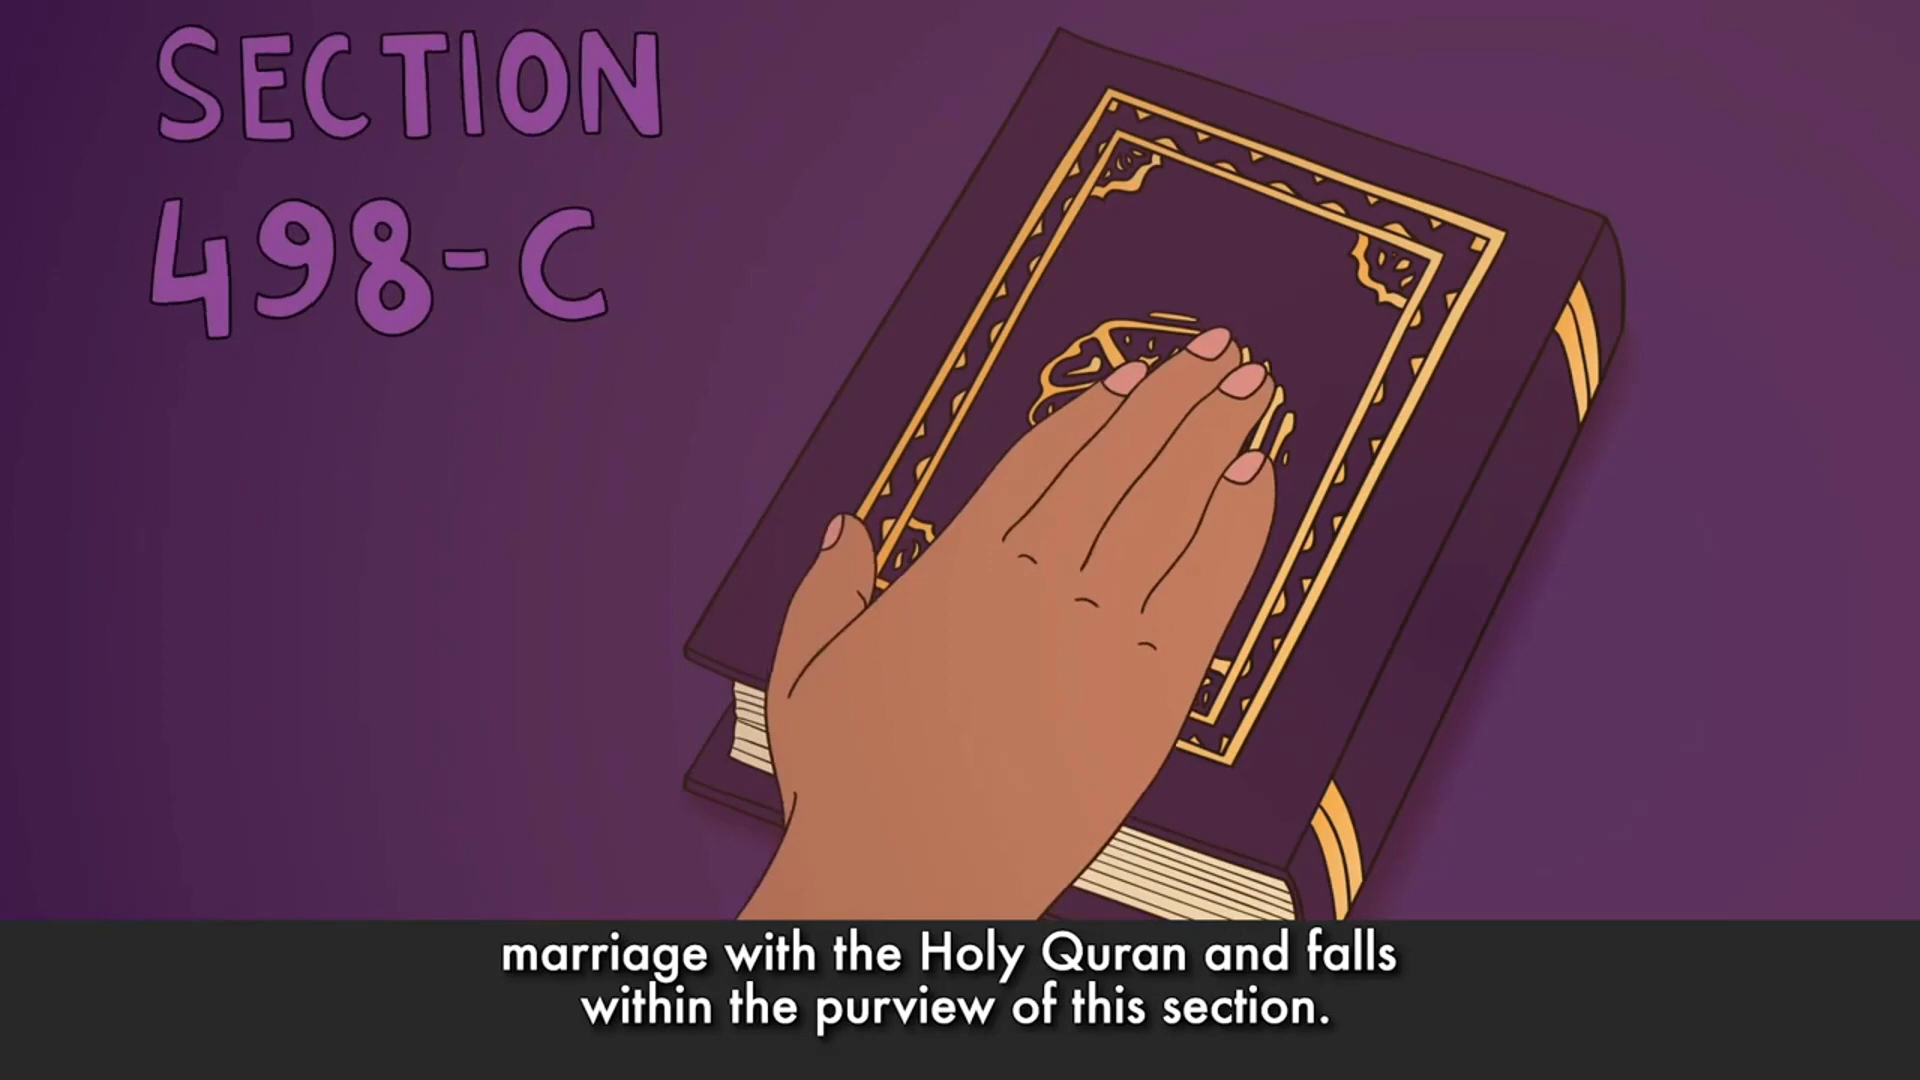 SECTION
498-C
marriage with the Holy Quran and falls
within the purview of this section.